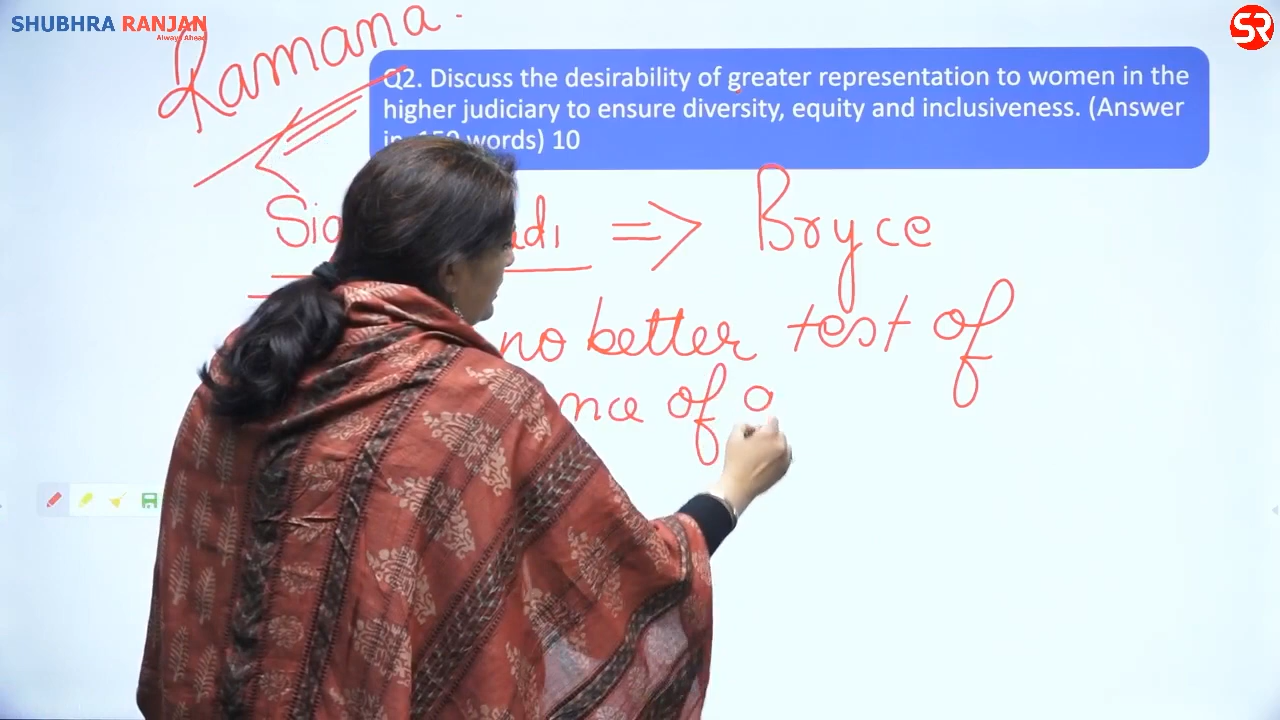 SHUBHRA RANJAN
Always Ahead
SR
Ramana
Q2. Discuss the desirability of greater representation to women in the
higher judiciary to ensure diversity, equity and inclusiveness. (Answer
words) 10
=> Bryce
no better test of
of